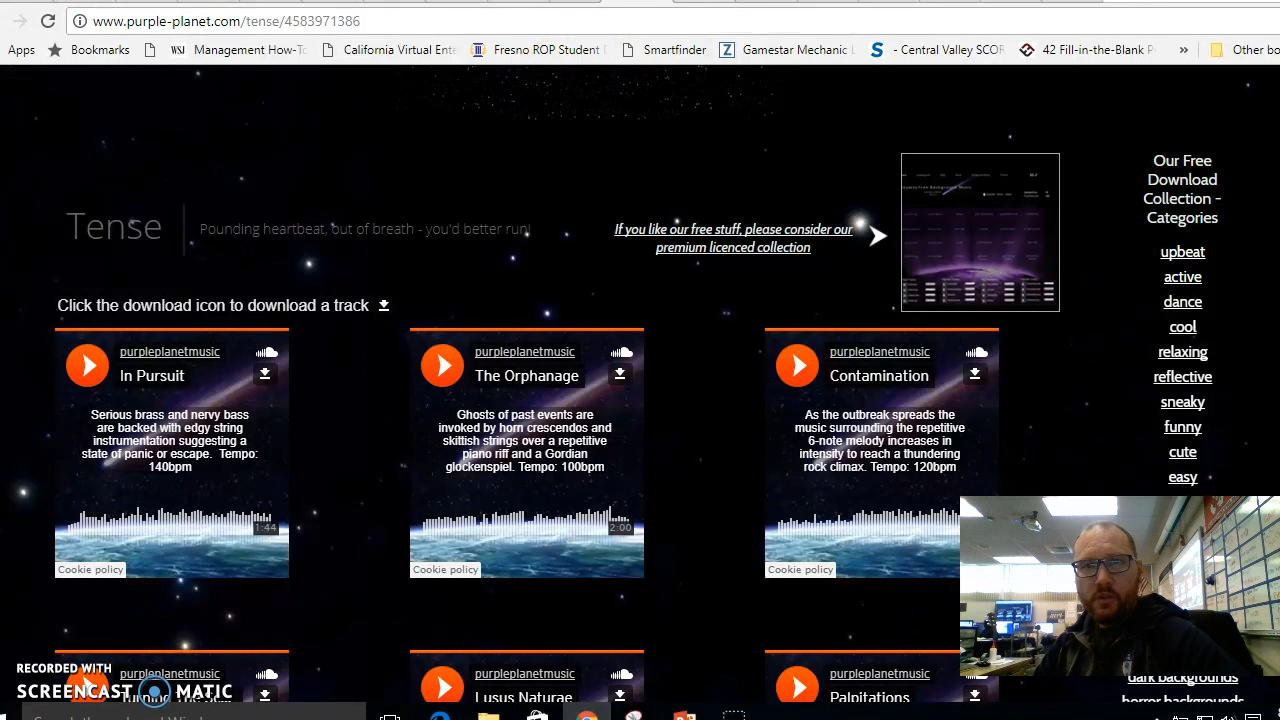 www.purple-planet.com/tense/4583971386
Apps Bookmarks WSJ Management How-To California Virtual Ente Fresno ROP Student D Smartfinder Z Gamestar Mechanic L S - Central Valley SCOR 42 Fill-in-the-Blank P » Other bo
Tense
Pounding heartbeat, out of breath - you'd better run!
If you like our free stuff, please consider our
premium licenced collection
Our Free
Download
Collection -
Categories
upbeat
active
dance
cool
relaxing
reflective
sneaky
funny
cute
easy
Click the download icon to download a track
purpleplanetmusic
In Pursuit
Serious brass and nervy bass
are backed with edgy string
instrumentation suggesting a
state of panic or escape. Tempo:
140bpm
1:44
Cookie policy
purpleplanetmusic
The Orphanage
Ghosts of past events are
invoked by horn crescendos and
skittish strings over a repetitive
piano riff and a Gordian
glockenspiel. Tempo: 100bpm
2:00
Cookie policy
purpleplanetmusic
Contamination
As the outbreak spreads the
music surrounding the repetitive
6-note melody increases in
intensity to reach a thundering
rock climax. Tempo: 120bpm
Cookie policy
purpleplanetmusic
purpleplanetmusic
Lusus Naturae
purpleplanetmusic
Palpitations
dark backgrounds
horror backgrounds
RECORDED WITH
SCREENCAST MATIC